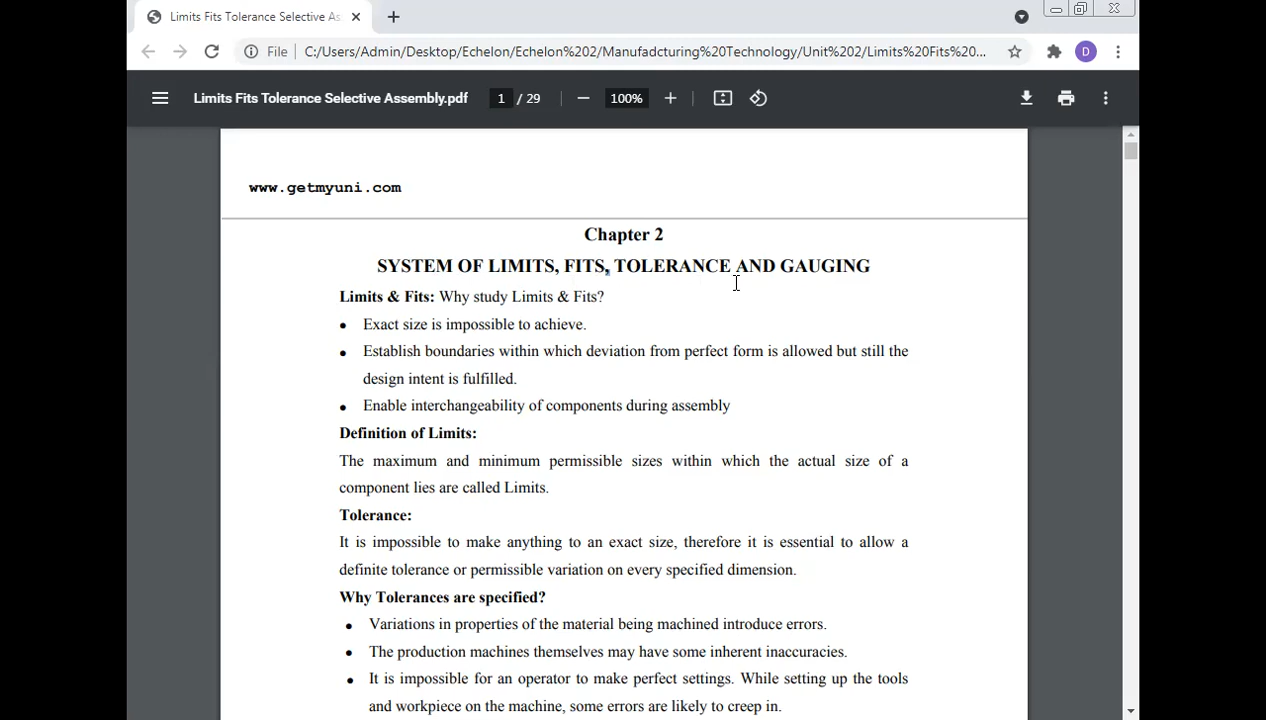 Limits Fits Tolerance Selective As
File C:/Users/Admin/Desktop/Echelon/Echelon%202/Manufadcturing%20Technology/Unit%202/Limits%20Fits%20...
D
Limits Fits Tolerance Selective Assembly.pdf 1 / 29 100%
www.getmyuni.com
Chapter 2
SYSTEM OF LIMITS, FITS, TOLERANCE AND GAUGING
Limits & Fits: Why study Limits & Fits?
• Exact size is impossible to achieve.
• Establish boundaries within which deviation from perfect form is allowed but still the
design intent is fulfilled.
• Enable interchangeability of components during assembly
Definition of Limits:
The maximum and minimum permissible sizes within which the actual size of a
component lies are called Limits.
Tolerance:
It is impossible to make anything to an exact size, therefore it is essential to allow a
definite tolerance or permissible variation on every specified dimension.
Why Tolerances are specified?
• Variations in properties of the material being machined introduce errors.
• The production machines themselves may have some inherent inaccuracies.
• It is impossible for an operator to make perfect settings. While setting up the tools
and workpiece on the machine, some errors are likely to creep in.